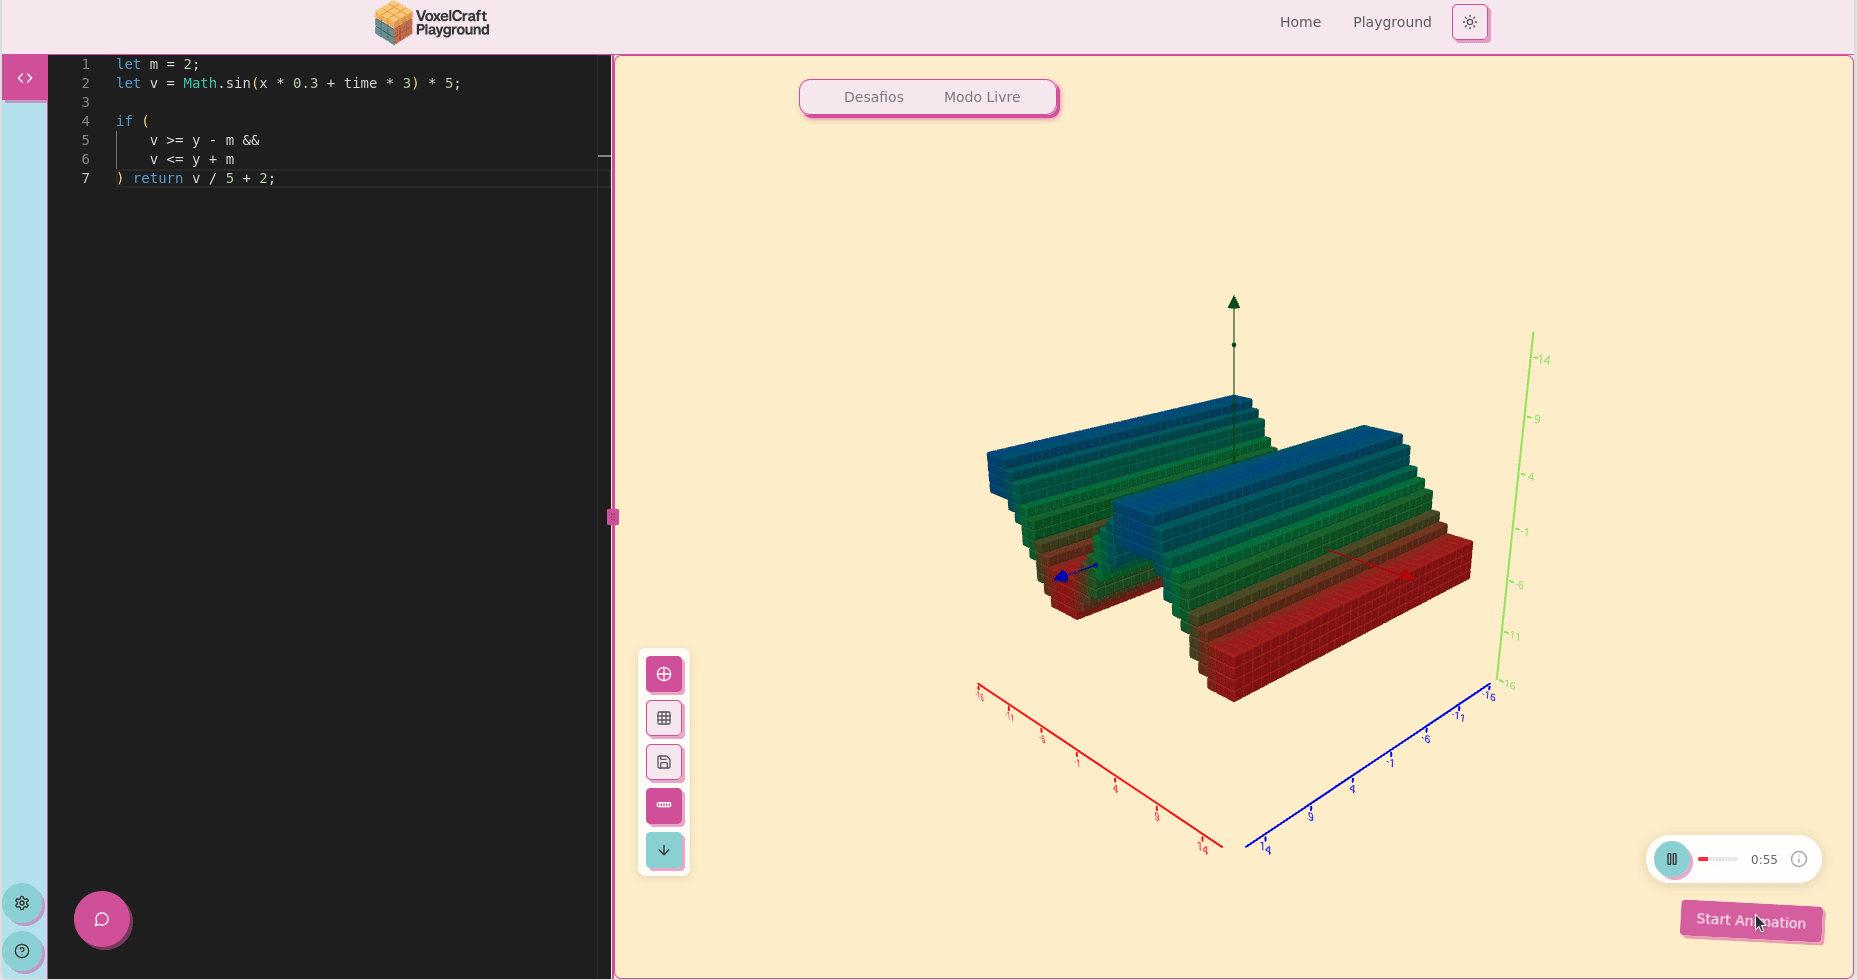 VoxelCraft
Playground
Home
Playground
1 let m = 2;
2 let v = Math.sin(x * 0.3 + time * 3) * 5;
3
4 if (
5 v >= y - m &&
6 v <= y + m
7 ) return v / 5 + 2;
Desafios
Modo Livre
-14
-9
-4
-1
-6
-11
-16
-16
-11
-6
-1
4
9
14
-16
-11
-6
-1
4
9
14
0:55
Start Animation